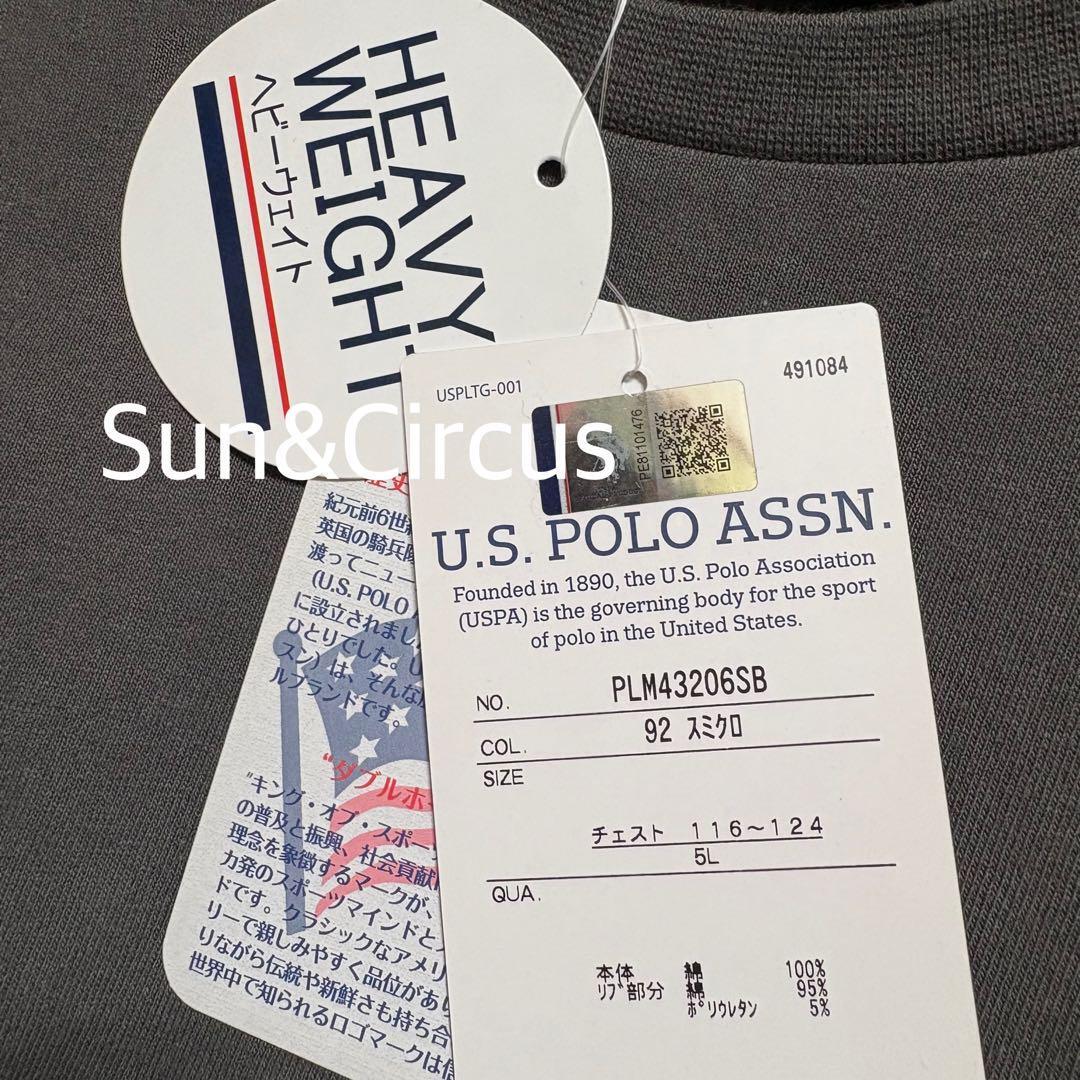 HEAVY
WEIGHT
ヘビーウエイト
Sun&Circus
USPLTG-001
491084
PE81101476
U.S. POLO ASSN.
Founded in 1890, the U.S. Polo Association
(USPA) is the governing body for the sport
of polo in the United States.
NO. PLM43206SB
COL. 92 スミクロ
SIZE
チェスト 116～124
5L
QUA.
本体 綿 100%
リブ部分 綿 95%
ポリウレタン 5%
紀元前6世
英国の騎兵
渡ってニュー
(U.S. POLO
に設立されまし
ひとりでした。U
スン)は、そんな
ルブランドです。
"ダブルホー
"キング・オブ・スポー
の普及と振興、社会貢献
理念を象徴するマークが、
力発のスポーツマインドと
ドです。クラシックなアメリ
リーで親しみやすく品位があ
りながら伝統や新鮮さも持ち合
世界中で知られるロゴマークは信